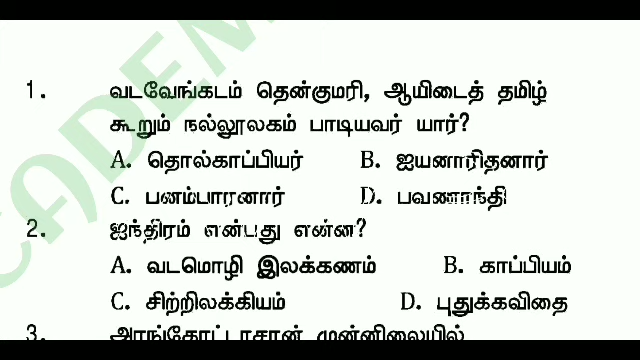 1. வடவேங்கடம் தென்குமரி, ஆயிடைத் தமிழ்
கூறும் நல்லூலகம் பாடியவர் யார்?
A. தொல்காப்பியர் B. ஐயனாரிதனார்
C. பனம்பாரனார் D. பவணந்தி
2. ஐந்திரம் என்பது என்ன?
A. வடமொழி இலக்கணம் B. காப்பியம்
C. சிற்றிலக்கியம் D. புதுக்கவிதை
3. அரங்கோட்டாசான் முன்னிலையில்